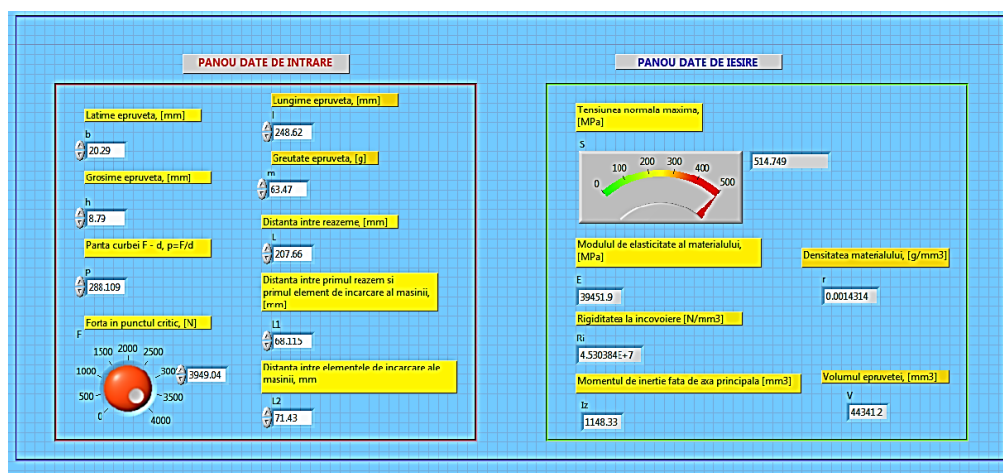 PANOU DATE DE INTRARE
Latime epruveta, [mm]
b
20.29
Grosime epruveta, [mm]
h
8.79
Panta curbei F - d, p=F/d
p
288.109
Forta in punctul critic, [N]
F
0
500
1000
1500
2000
2500
3000
3500
4000
3949.04
Lungime epruveta, [mm]
l
248.62
Greutate epruveta, [g]
m
63.47
Distanta intre reazeme, [mm]
L
207.66
Distanta intre primul reazem si
primul element de incarcare al masinii,
[mm]
L1
68.115
Distanta intre elementele de incarcare ale
masinii, mm
L2
71.43
PANOU DATE DE IESIRE
Tensiunea normala maxima,
[MPa]
S
0
100
200
300
400
500
514.749
Modulul de elasticitate al materialului,
[MPa]
E
39451.9
Rigiditatea la incovoiere [N/mm3]
Ri
4.530384E+7
Momentul de inertie fata de axa principala [mm3]
Iz
1148.33
Densitatea materialului, [g/mm3]
r
0.0014314
Volumul epruvetei, [mm3]
V
44341.2